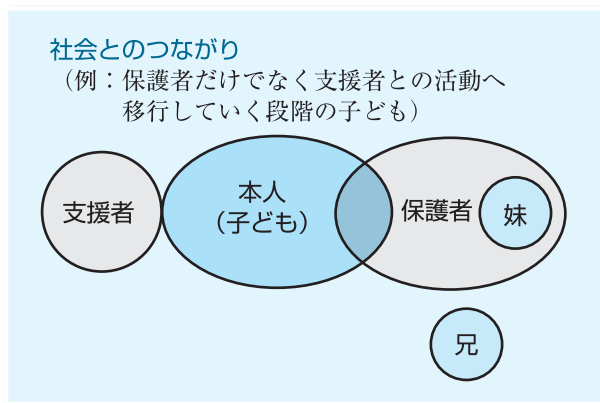 社会とのつながり
（例：保護者だけでなく支援者との活動へ
移行していく段階の子ども）
支援者
本人
（子ども）
保護者
妹
兄